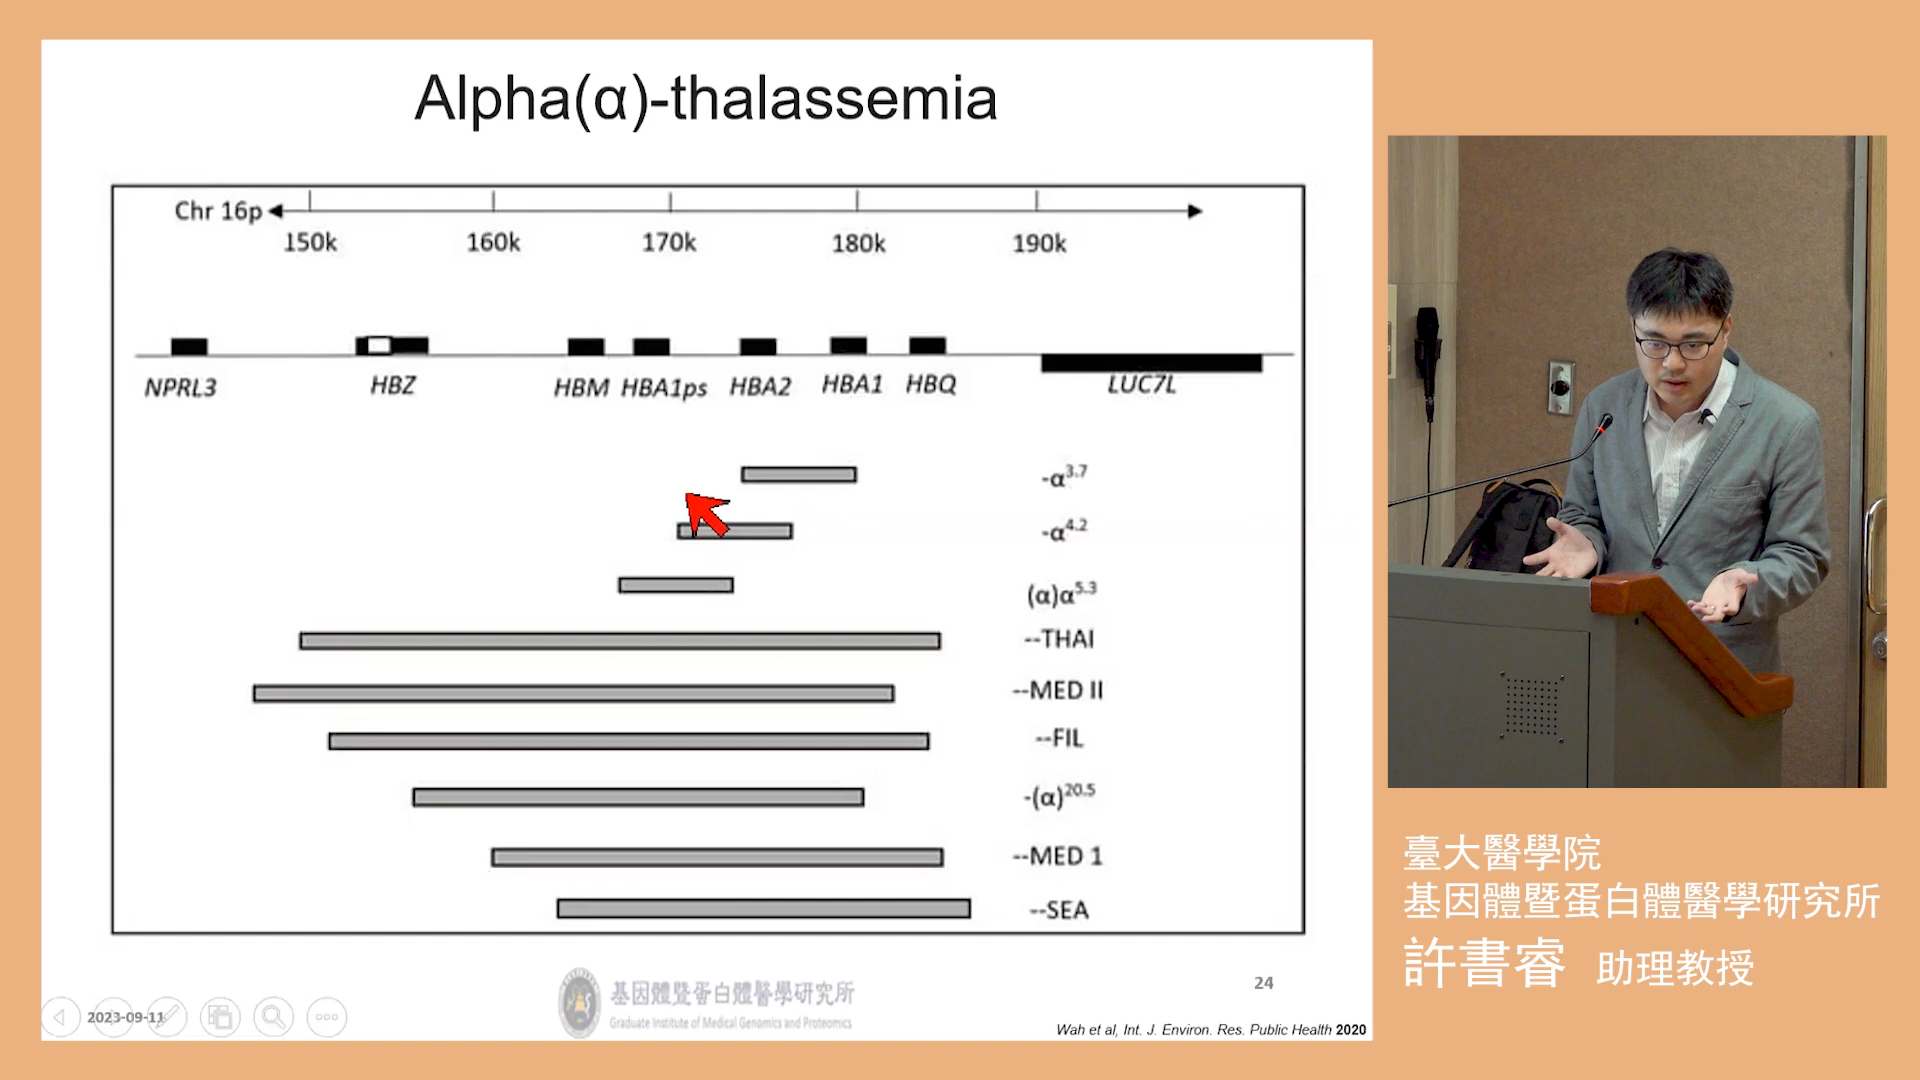 Alpha(α)-thalassemia
Chr 16p
150k 160k 170k 180k 190k
NPRL3 HBZ HBM HBA1ps HBA2 HBA1 HBQ LUC7L
-α3.7
-α4.2
(α)α5.3
--THAI
--MED II
--FIL
-(α)20.5
--MED 1
--SEA
基因體暨蛋白體醫學研究所
Graduate Institute of Medical Genomics and Proteomics
24
2023-09-11
Wah et al, Int. J. Environ. Res. Public Health 2020
臺大醫學院
基因體暨蛋白體醫學研究所
許書睿 助理教授